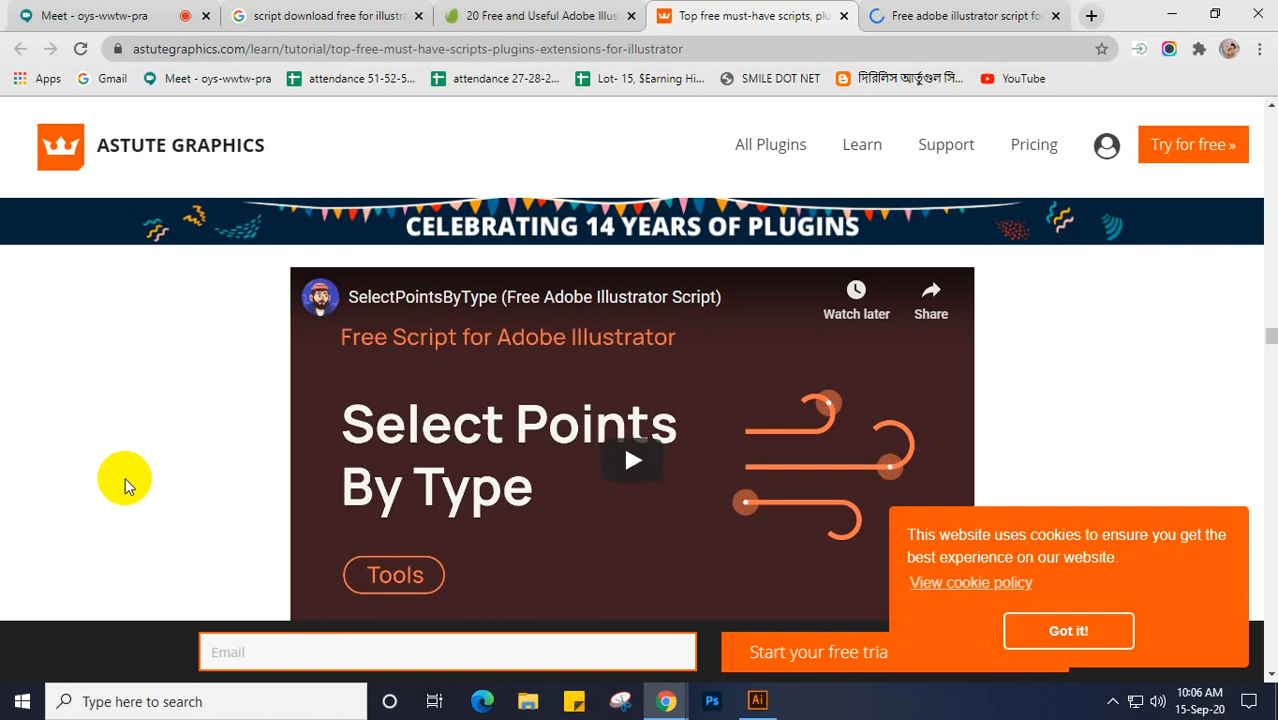 Meet - oys-wwtw-pra
script download free for illustr
20 Free and Useful Adobe Illus
Top free must-have scripts, plu
Free adobe illustrator script fo
astutegraphics.com/learn/tutorial/top-free-must-have-scripts-plugins-extensions-for-illustrator
Apps
Gmail
Meet - oys-wwtw-pra
attendance 51-52-5...
attendance 27-28-2...
Lot- 15, $Earning Hi...
SMILE DOT NET
দিরিলিস আর্তুগ্রুল সি...
YouTube
ASTUTE GRAPHICS
All Plugins
Learn
Support
Pricing
Try for free »
CELEBRATING 14 YEARS OF PLUGINS
SelectPointsByType (Free Adobe Illustrator Script)
Watch later
Share
Free Script for Adobe Illustrator
Select Points
By Type
Tools
This website uses cookies to ensure you get the
best experience on our website.
View cookie policy
Got it!
Email
Start your free tria
Type here to search
Ps
Ai
10:06 AM
15-Sep-20